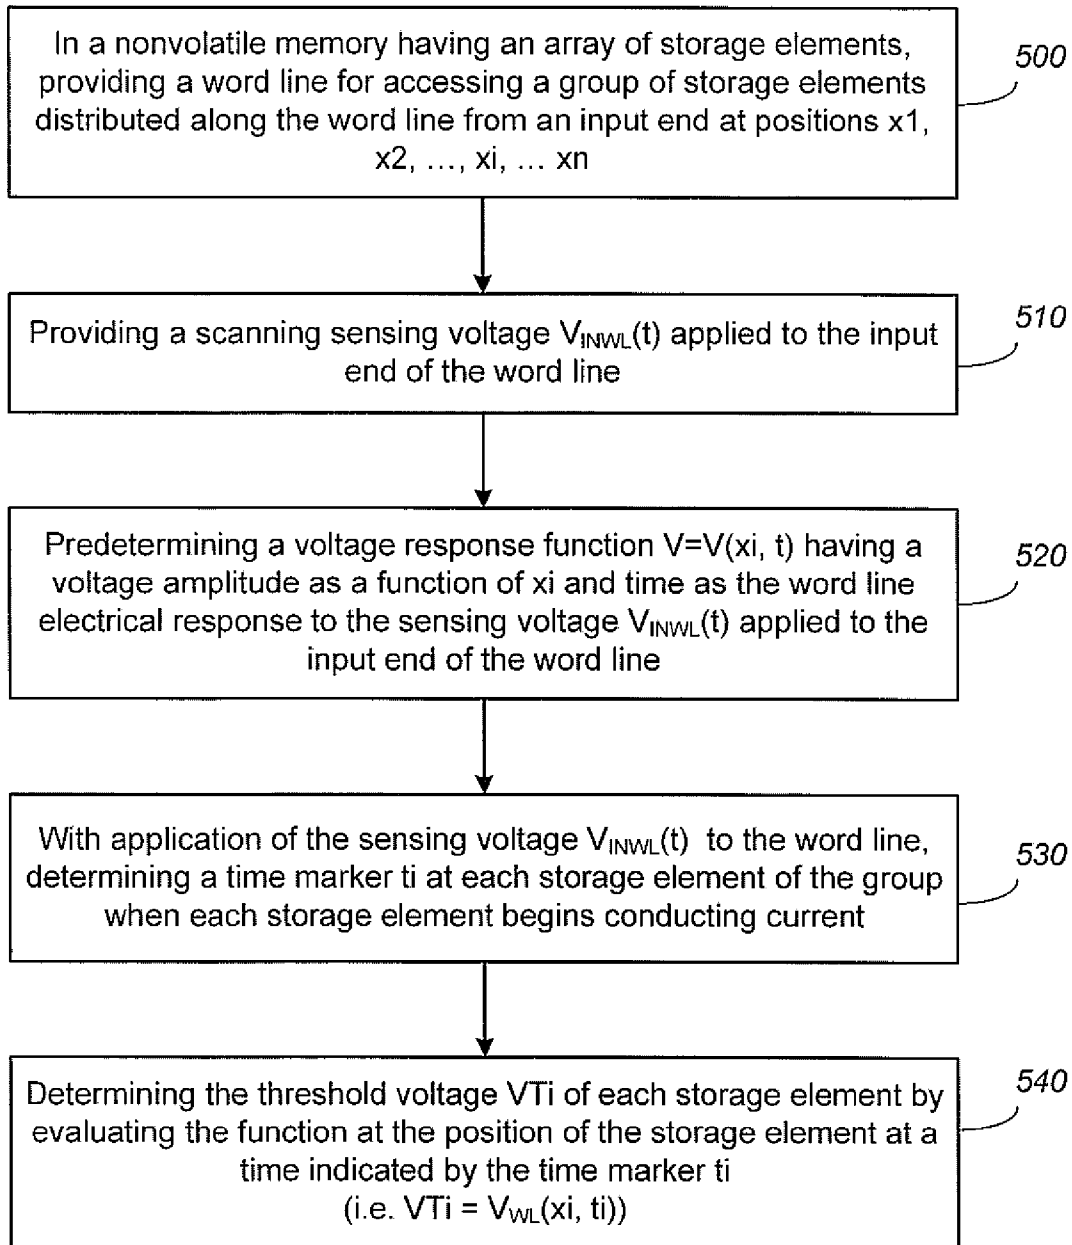 In a nonvolatile memory having an array of storage elements,
providing a word line for accessing a group of storage elements
distributed along the word line from an input end at positions x1,
x2, ..., xi, ... xn
500
Providing a scanning sensing voltage VINWL(t) applied to the input
end of the word line
510
Predetermining a voltage response function V=V(xi, t) having a
voltage amplitude as a function of xi and time as the word line
electrical response to the sensing voltage VINWL(t) applied to the
input end of the word line
520
With application of the sensing voltage VINWL(t) to the word line,
determining a time marker ti at each storage element of the group
when each storage element begins conducting current
530
Determining the threshold voltage VTi of each storage element by
evaluating the function at the position of the storage element at a
time indicated by the time marker ti
(i.e. VTi = VWL(xi, ti))
540